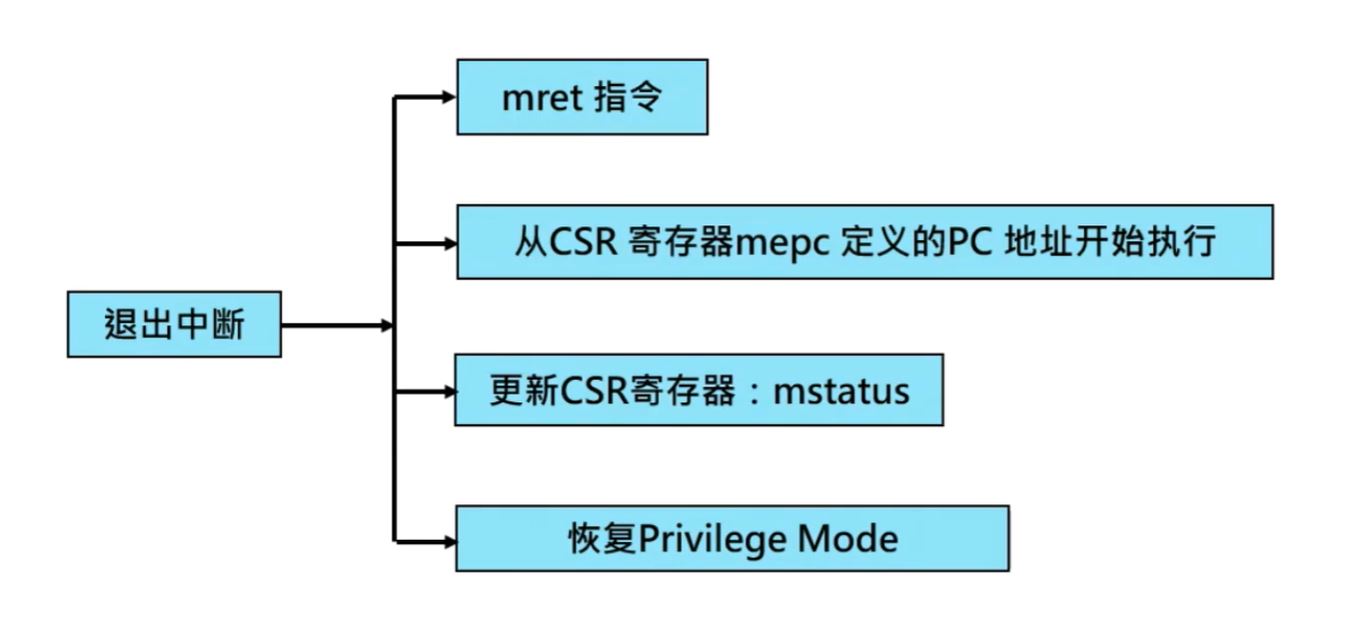 mret 指令
从CSR 寄存器mepc 定义的PC 地址开始执行
退出中断
更新CSR寄存器：mstatus
恢复Privilege Mode